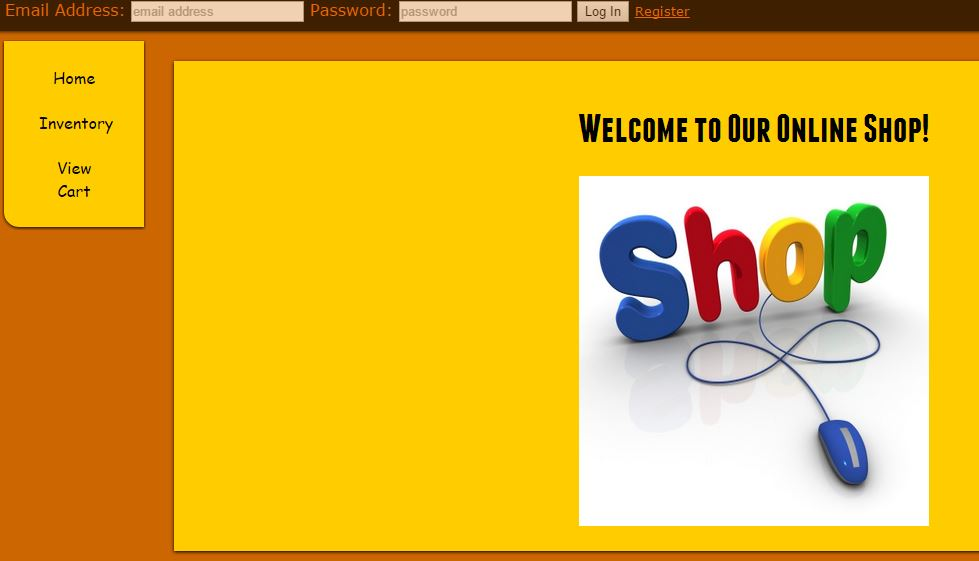 Email Address: email address Password: password Log In Register
Home
Inventory
View
Cart
Welcome to Our Online Shop!
shop